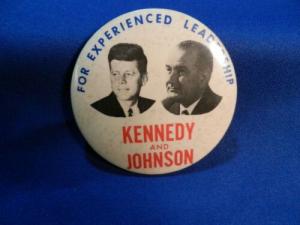 FOR EXPERIENCED LEADERSHIP
KENNEDY
AND
JOHNSON